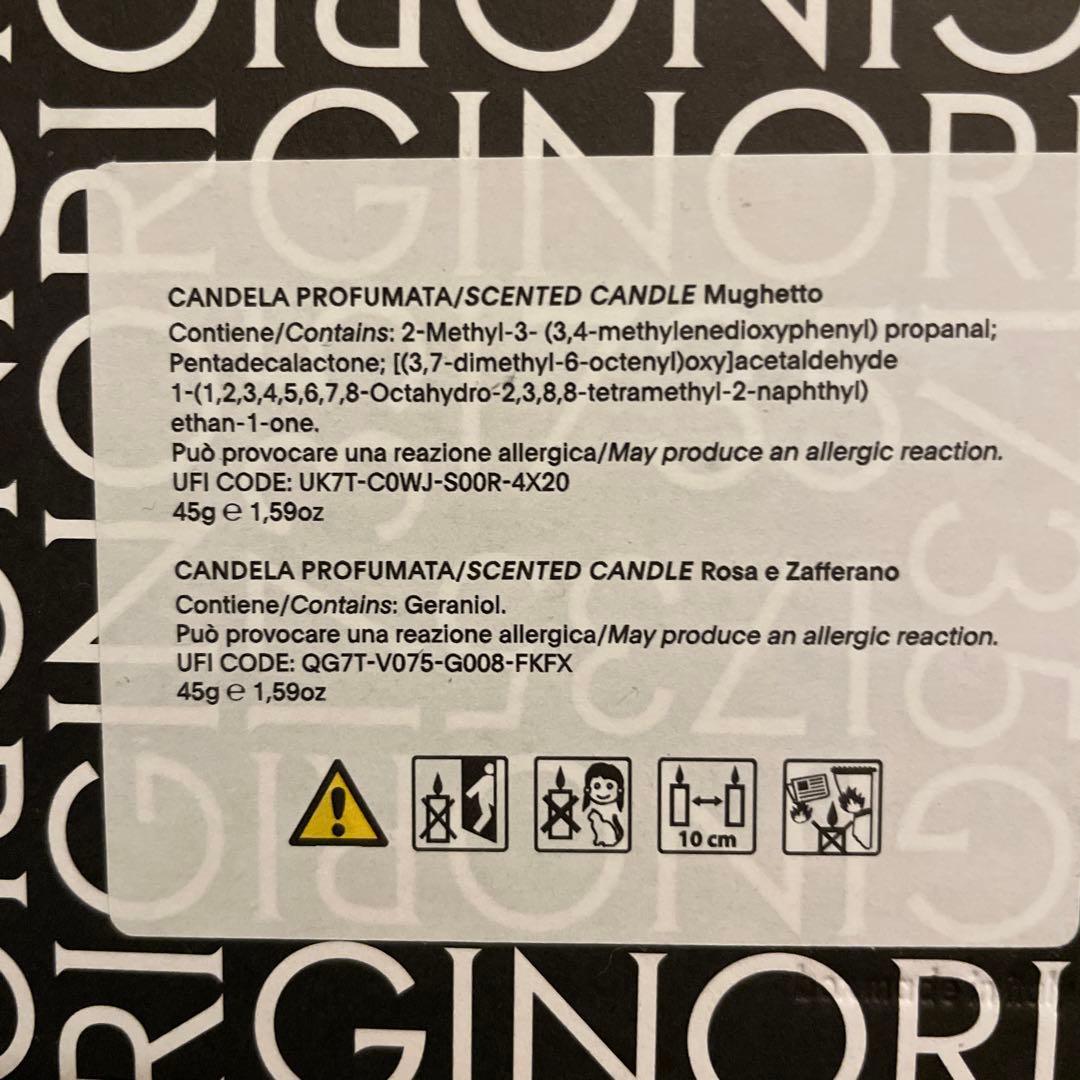 GINORI
GINORI
CANDELA PROFUMATA/SCENTED CANDLE Mughetto
Contiene/Contains: 2-Methyl-3- (3,4-methylenedioxyphenyl) propanal;
Pentadecalactone; [(3,7-dimethyl-6-octenyl)oxy]acetaldehyde
1-(1,2,3,4,5,6,7,8-Octahydro-2,3,8,8-tetramethyl-2-naphthyl)
ethan-1-one.
Può provocare una reazione allergica/May produce an allergic reaction.
UFI CODE: UK7T-C0WJ-S00R-4X20
45g ℮ 1,59oz
CANDELA PROFUMATA/SCENTED CANDLE Rosa e Zafferano
Contiene/Contains: Geraniol.
Può provocare una reazione allergica/May produce an allergic reaction.
UFI CODE: QG7T-V075-G008-FKFX
45g ℮ 1,59oz
10 cm
1735
GINORI
GINORI